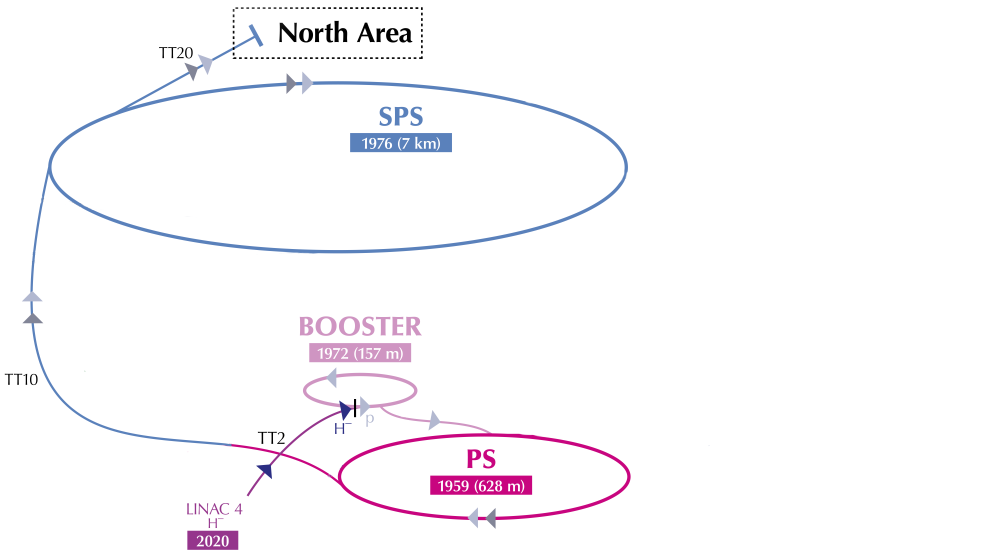 North Area
TT20
SPS
1976 (7 km)
BOOSTER
1972 (157 m)
TT10
p
H⁻
TT2
PS
1959 (628 m)
LINAC 4
H⁻
2020